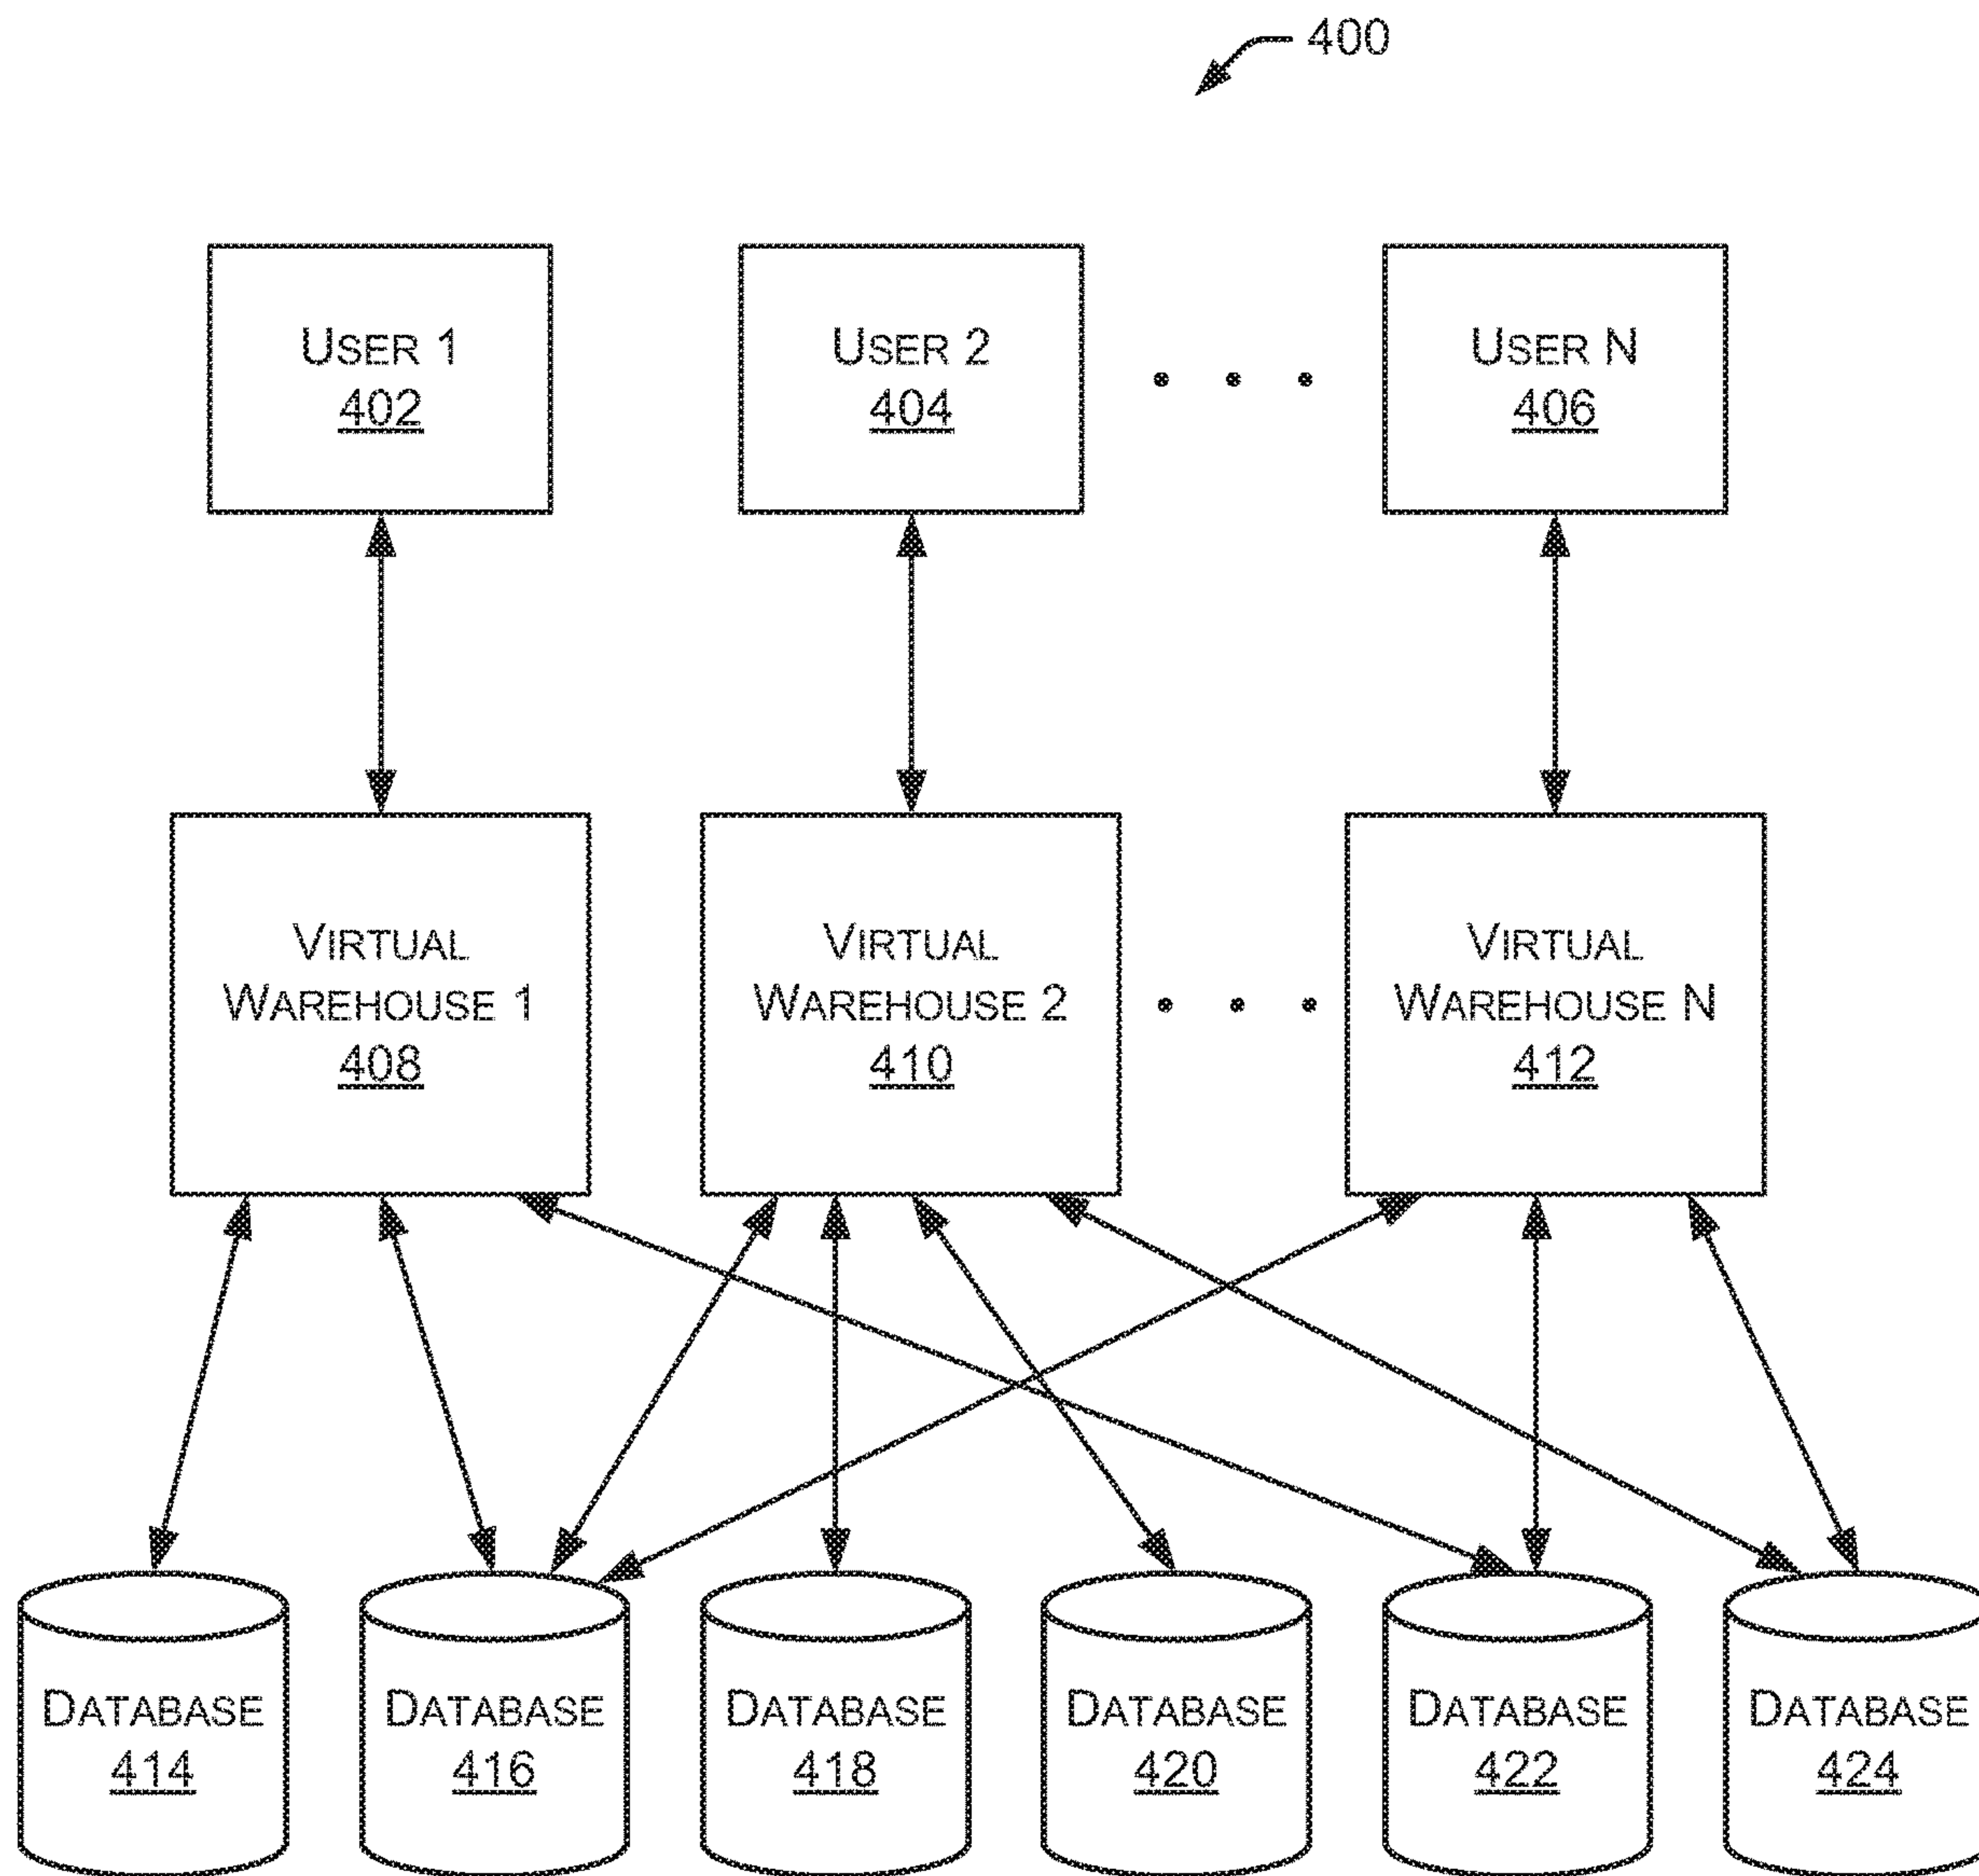 400
USER 1
402
USER 2
404
USER N
406
VIRTUAL
WAREHOUSE 1
408
VIRTUAL
WAREHOUSE 2
410
VIRTUAL
WAREHOUSE N
412
DATABASE
414
DATABASE
416
DATABASE
418
DATABASE
420
DATABASE
422
DATABASE
424